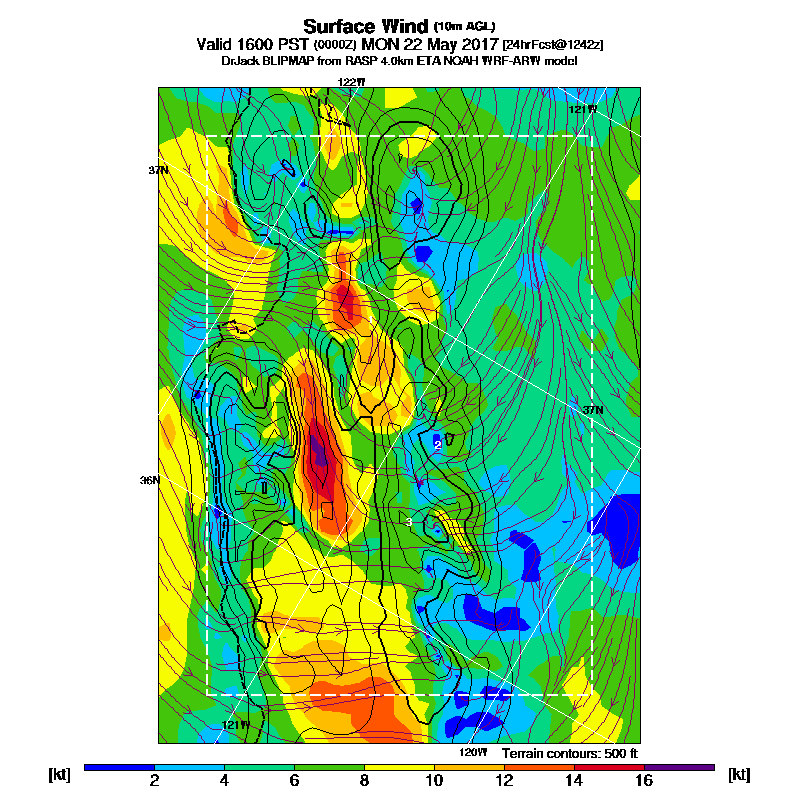 Surface Wind (10m AGL)
Valid 1600 PST (0000Z) MON 22 May 2017 [24hrFcst@1242z]
DrJack BLIPMAP from RASP 4.0km ETA NOAH WRF-ARW model
122W
121W
37N
37N
2
36N
3
121W
120W Terrain contours: 500 ft
[kt] 2 4 6 8 10 12 14 16 [kt]